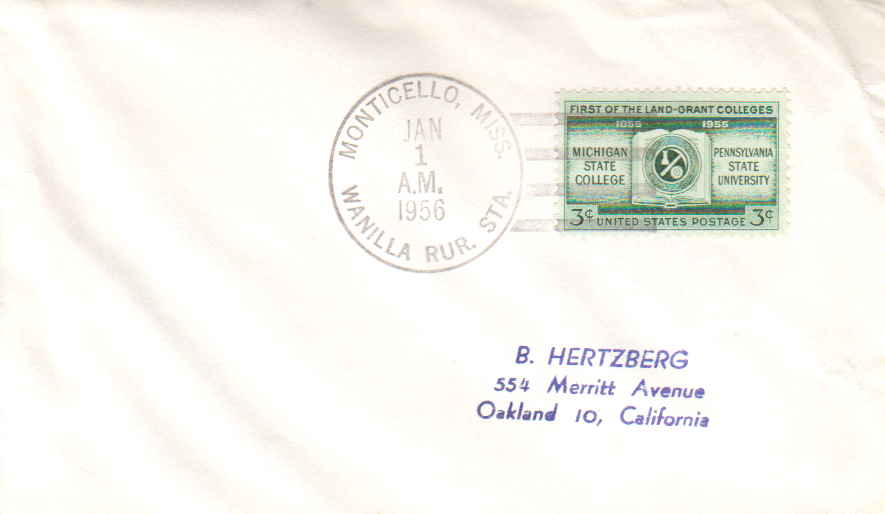 MONTICELLO, MISS.
JAN
1
A.M.
1956
WANILLA RUR. STA.
FIRST OF THE LAND-GRANT COLLEGES
1855 1955
MICHIGAN STATE COLLEGE
PENNSYLVANIA STATE UNIVERSITY
3¢ UNITED STATES POSTAGE 3¢
B. HERTZBERG
554 Merritt Avenue
Oakland 10, California